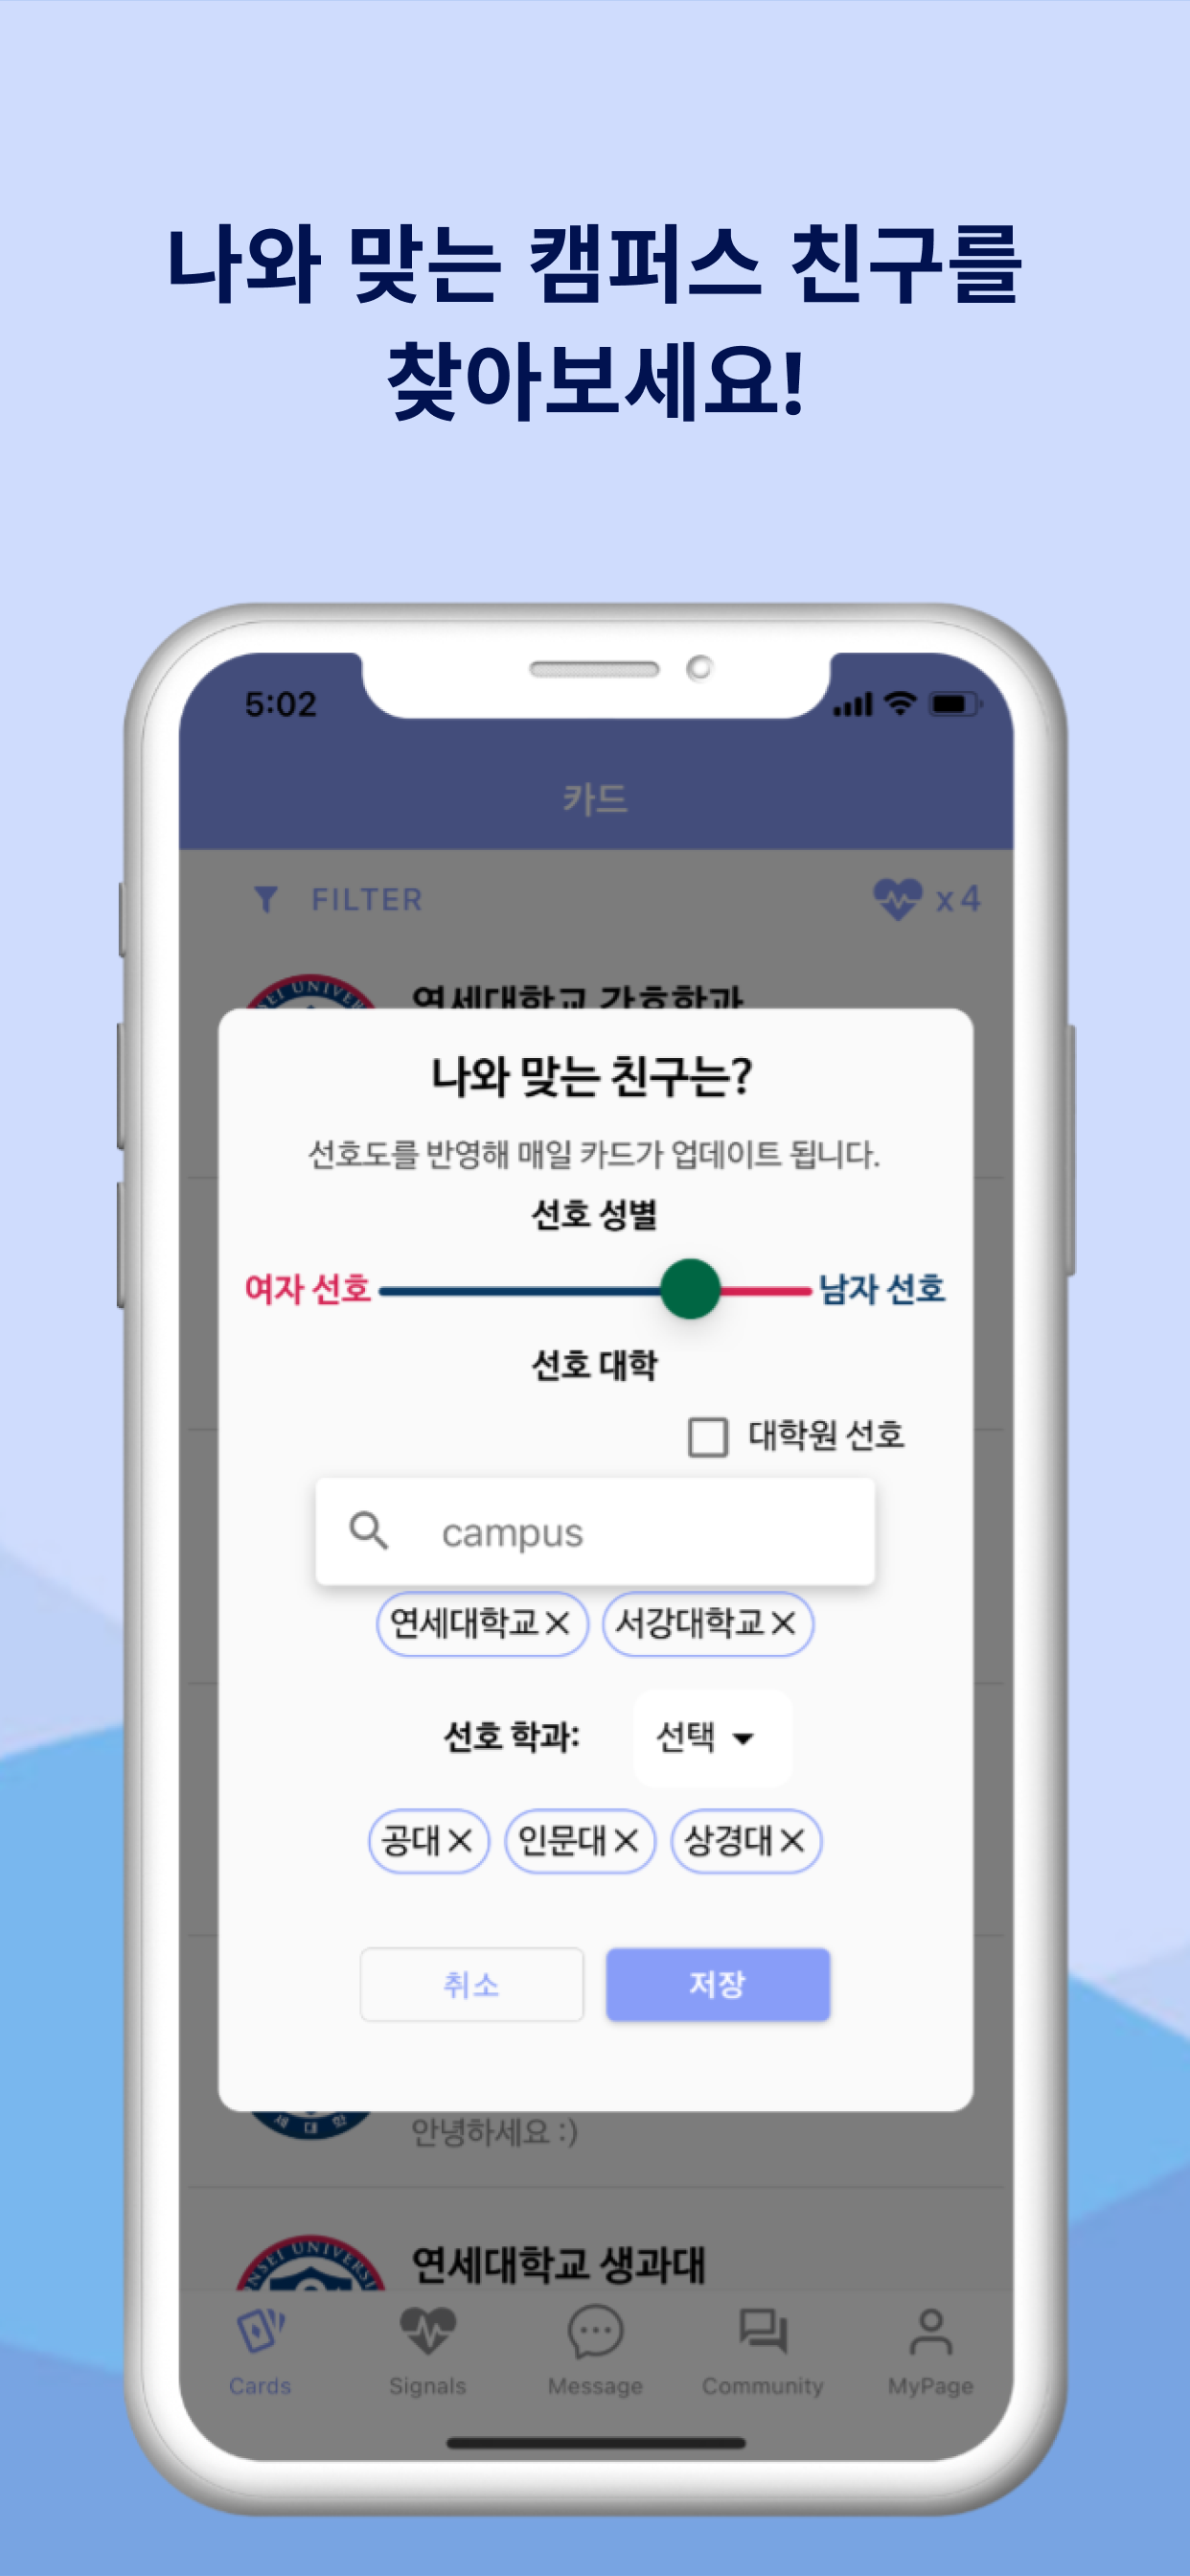 나와 맞는 캠퍼스 친구를
찾아보세요!
5:02
카드
FILTER
x 4
연세대학교 간호학과
나와 맞는 친구는?
선호도를 반영해 매일 카드가 업데이트 됩니다.
선호 성별
여자 선호 남자 선호
선호 대학
대학원 선호
campus
연세대학교 서강대학교
선호 학과: 선택
공대 인문대 상경대
취소 저장
세 대 학
안녕하세요 :)
연세대학교 생과대
Cards Signals Message Community MyPage